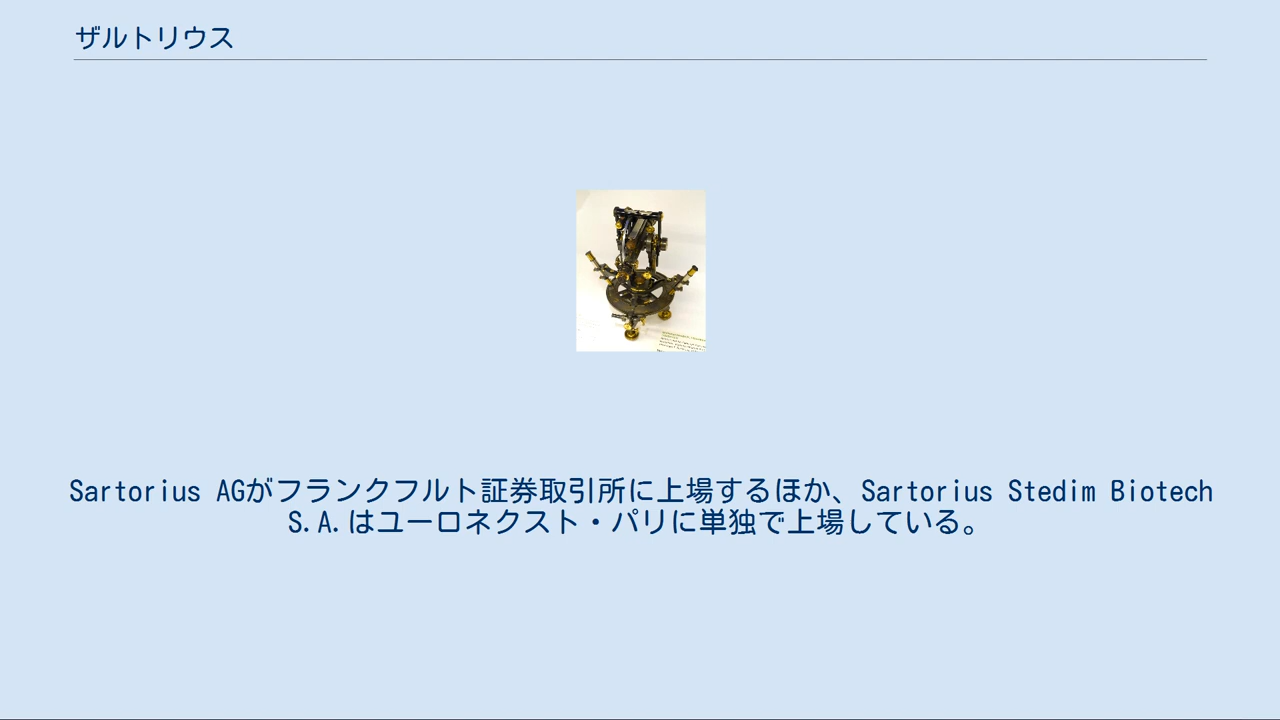 ザルトリウス
Sartorius AGがフランクフルト証券取引所に上場するほか、Sartorius Stedim Biotech
S.A.はユーロネクスト・パリに単独で上場している。